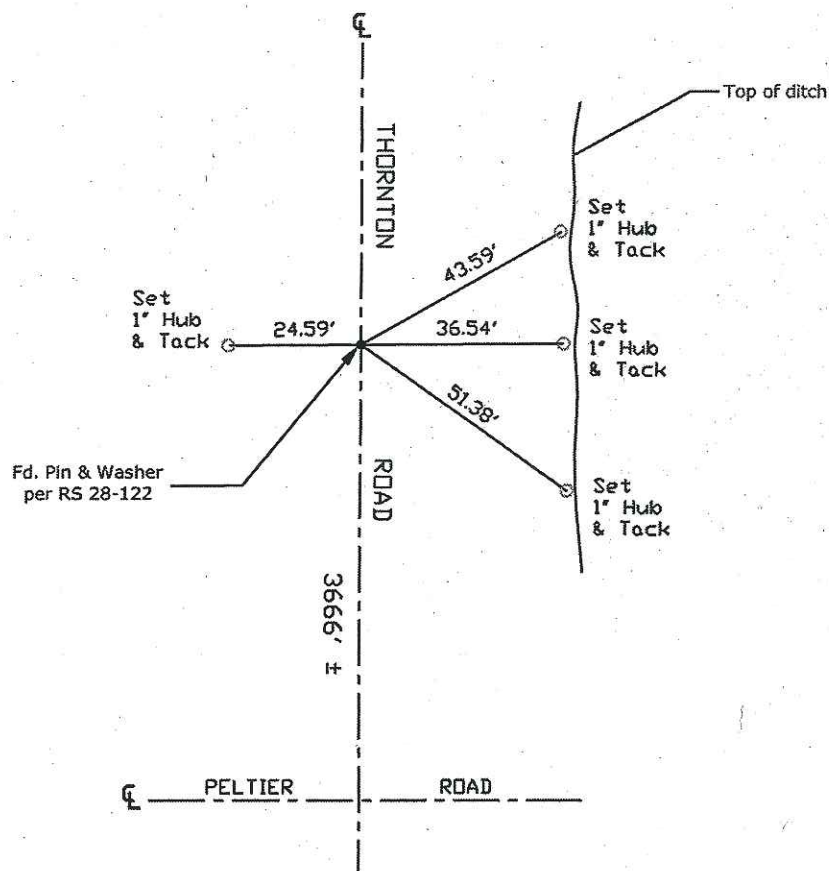 ℄
THORNTON
Top of ditch
Set
1" Hub
& Tack
43.59'
Set
1" Hub
& Tack
24.59'
36.54'
Set
1" Hub
& Tack
51.38'
Fd. Pin & Washer
per RS 28-122
ROAD
Set
1" Hub
& Tack
3666' ±
℄
PELTIER
ROAD